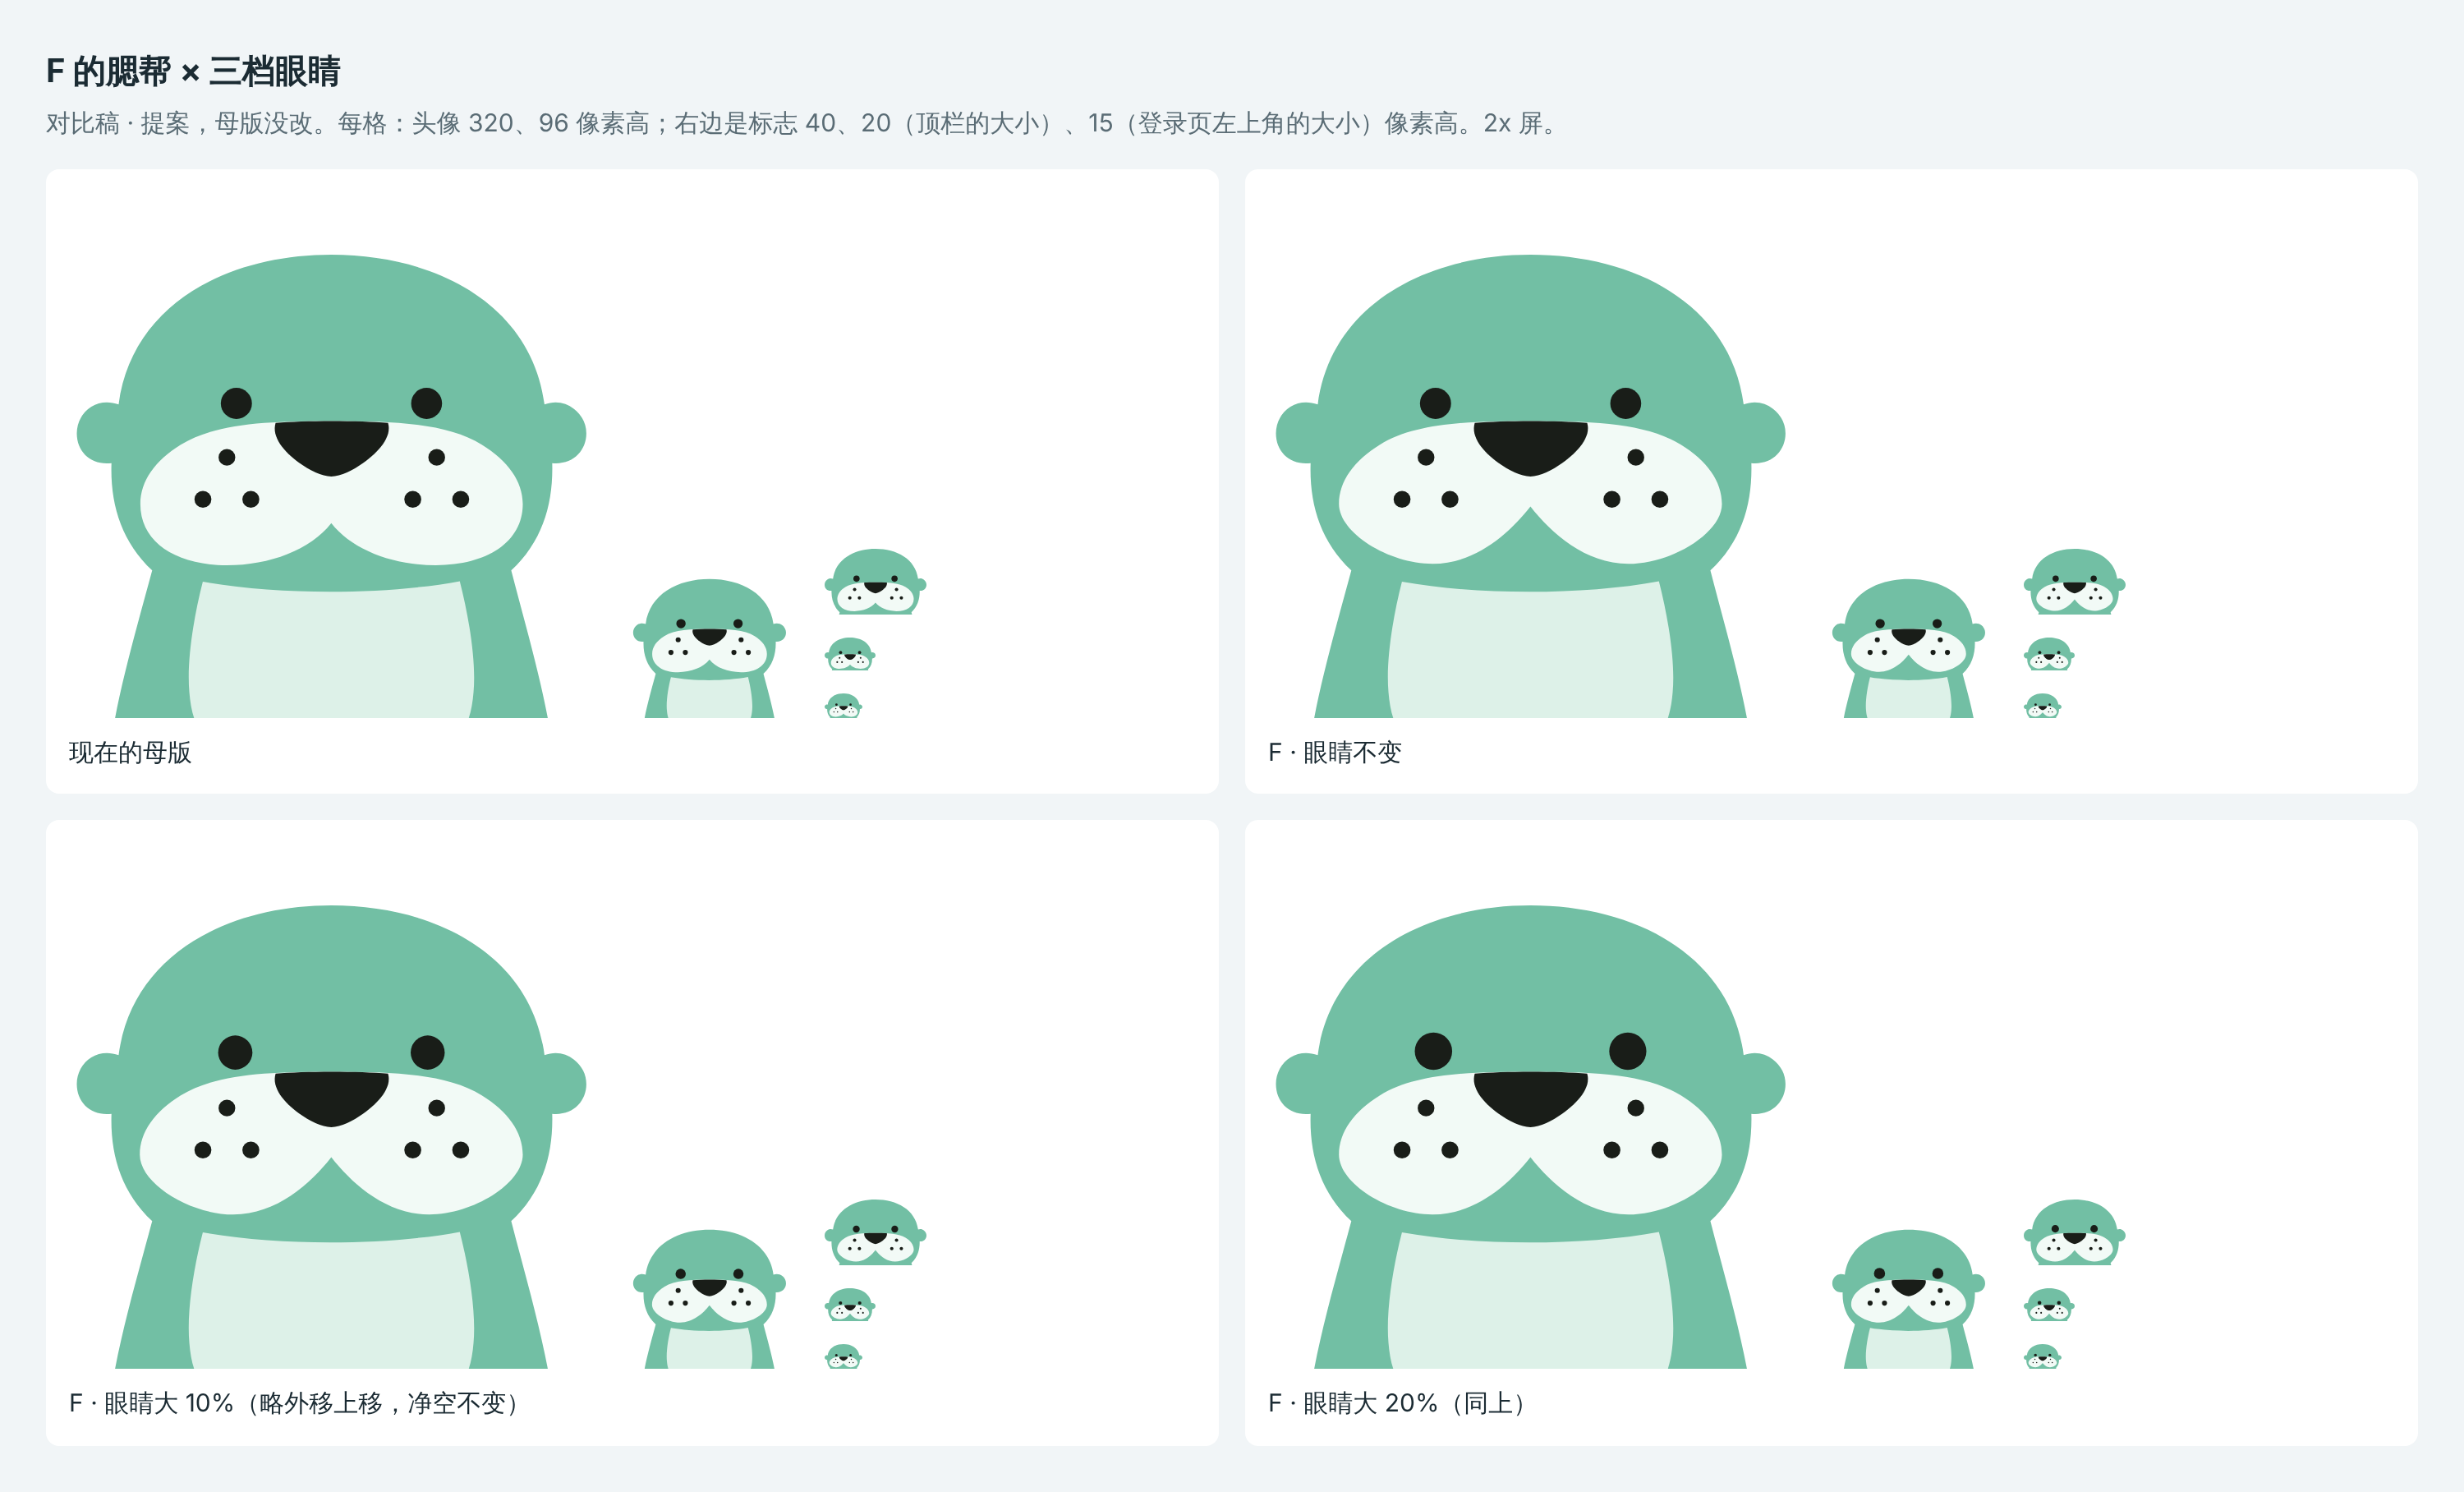 F 的腮帮 × 三档眼睛
对比稿 · 提案，母版没改。每格：头像 320、96 像素高；右边是标志 40、20（顶栏的大小）、15（登录页左上角的大小）像素高。2x 屏。
现在的母版
F · 眼睛不变
F · 眼睛大 10%（略外移上移，净空不变）
F · 眼睛大 20%（同上）